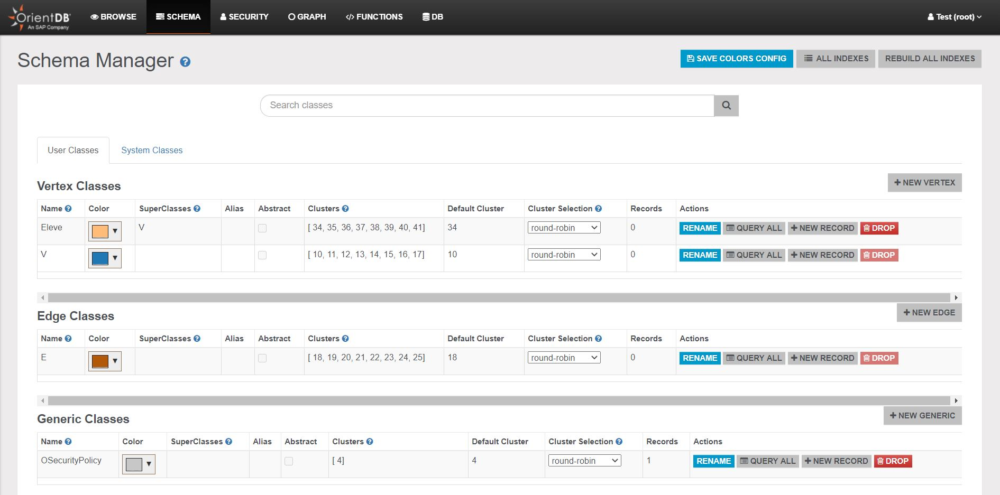 OrientDB
An SAP Company
BROWSE SCHEMA SECURITY GRAPH FUNCTIONS DB Test (root)
Schema Manager
SAVE COLORS CONFIG ALL INDEXES REBUILD ALL INDEXES
Search classes
User Classes System Classes
Vertex Classes
NEW VERTEX
Name Color SuperClasses Alias Abstract Clusters Default Cluster Cluster Selection Records Actions
Eleve V [ 34, 35, 36, 37, 38, 39, 40, 41] 34 round-robin 0 RENAME QUERY ALL NEW RECORD DROP
V [ 10, 11, 12, 13, 14, 15, 16, 17] 10 round-robin 0 RENAME QUERY ALL NEW RECORD DROP
Edge Classes
NEW EDGE
Name Color SuperClasses Alias Abstract Clusters Default Cluster Cluster Selection Records Actions
E [ 18, 19, 20, 21, 22, 23, 24, 25] 18 round-robin 0 RENAME QUERY ALL NEW RECORD DROP
Generic Classes
NEW GENERIC
Name Color SuperClasses Alias Abstract Clusters Default Cluster Cluster Selection Records Actions
OSecurityPolicy [ 4] 4 round-robin 1 RENAME QUERY ALL NEW RECORD DROP